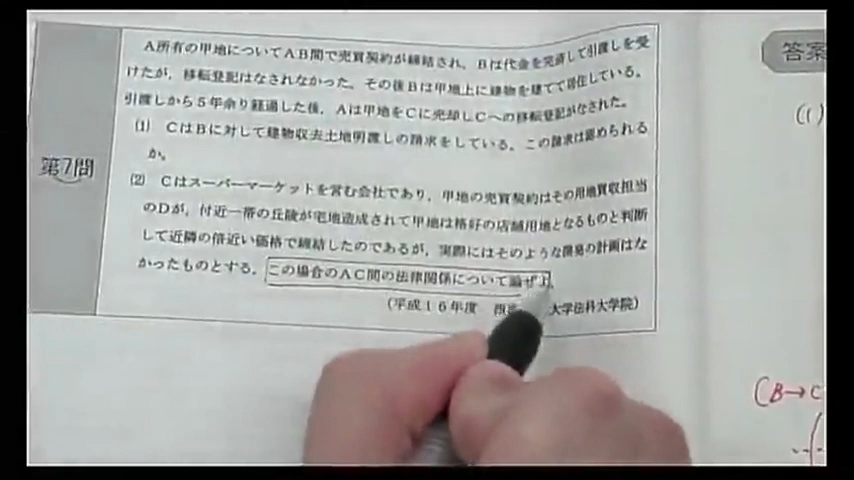 A所有の甲地についてAB間で売買契約が締結され、Bは代金を完済して引渡しを受
けたが、移転登記はなされなかった。その後Bは甲地上に建物を建てて居住している。
引渡しから5年余り経過した後、Aは甲地をCに売却しCへの移転登記がなされた。
(1) CはBに対して建物収去土地明渡しの請求をしている。この請求は認められる
か。
第7問
(2) Cはスーパーマーケットを営む会社であり、甲地の売買契約はその用地買収担当
のDが、付近一帯の丘陵が宅地造成されて甲地は格好の店舗用地となるものと判断
して近隣の倍近い価格で締結したのであるが、実際にはそのような開発の計画はな
かったものとする。この場合のAC間の法律関係について論ぜよ。
(平成16年度 大学法科大学院)
答案
(1)
(B→C